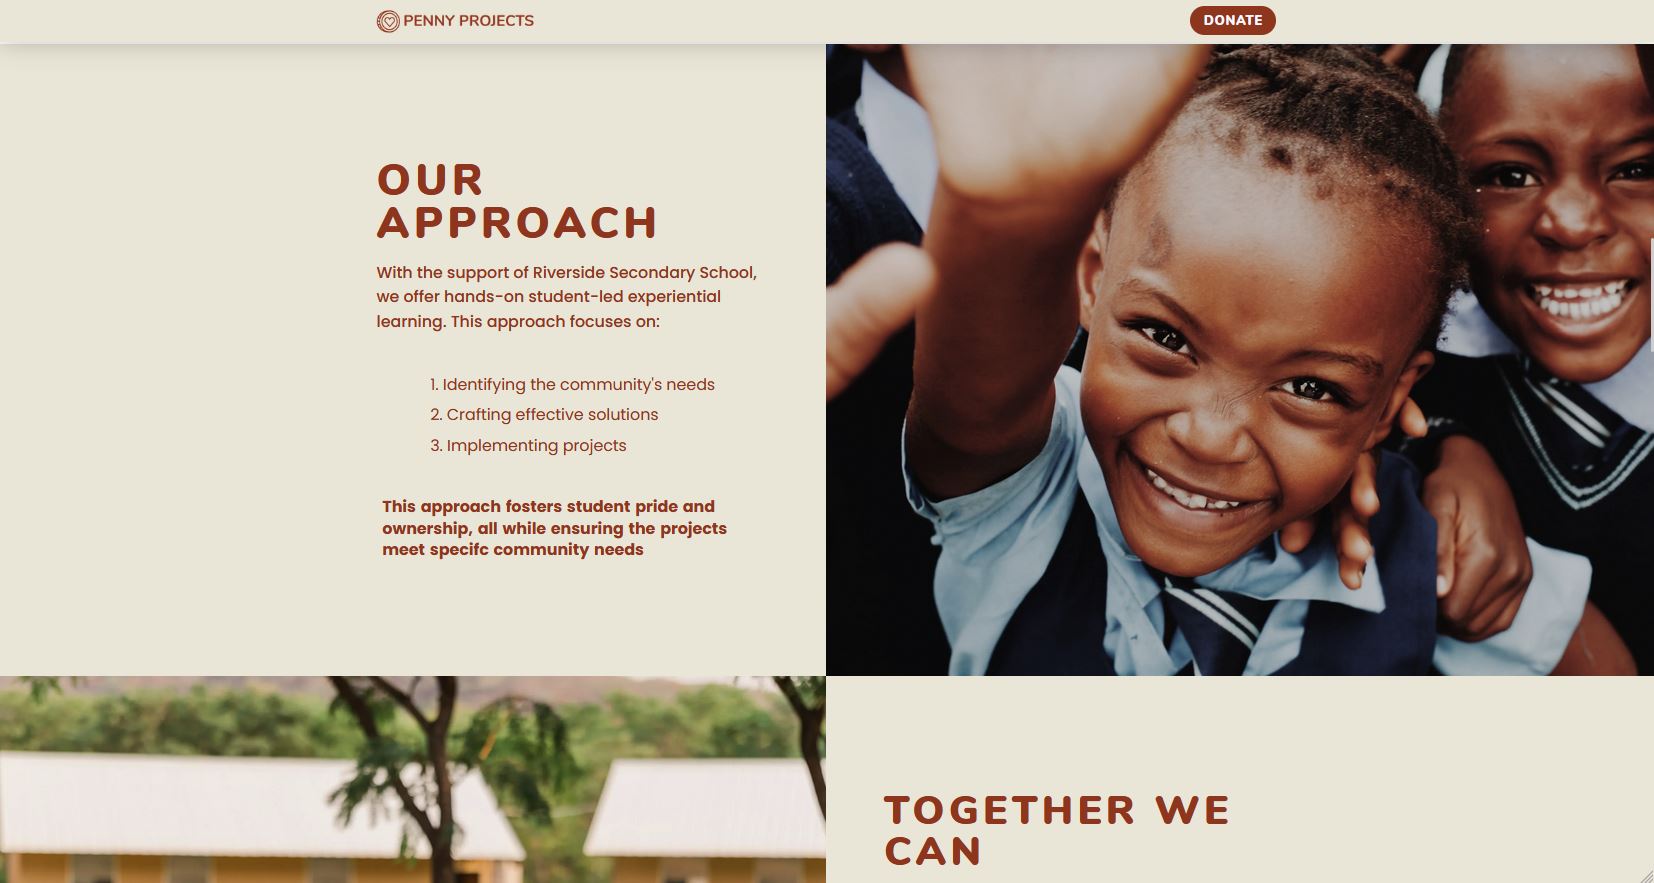 PENNY PROJECTS
DONATE
OUR
APPROACH
With the support of Riverside Secondary School,
we offer hands-on student-led experiential
learning. This approach focuses on:
1. Identifying the community's needs
2. Crafting effective solutions
3. Implementing projects
This approach fosters student pride and
ownership, all while ensuring the projects
meet specifc community needs
TOGETHER WE
CAN